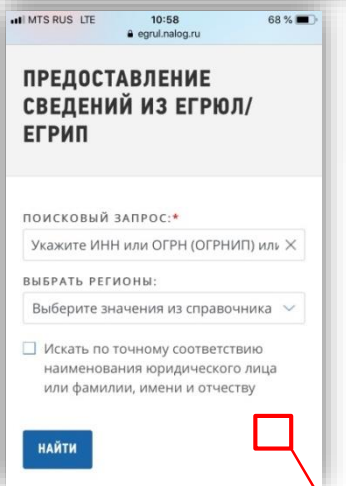 MTS RUS LTE 10:58 68 %
egrul.nalog.ru
ПРЕДОСТАВЛЕНИЕ
СВЕДЕНИЙ ИЗ ЕГРЮЛ/
ЕГРИП
ПОИСКОВЫЙ ЗАПРОС:*
Укажите ИНН или ОГРН (ОГРНИП) или
ВЫБРАТЬ РЕГИОНЫ:
Выберите значения из справочника
Искать по точному соответствию
наименования юридического лица
или фамилии, имени и отчеству
НАЙТИ